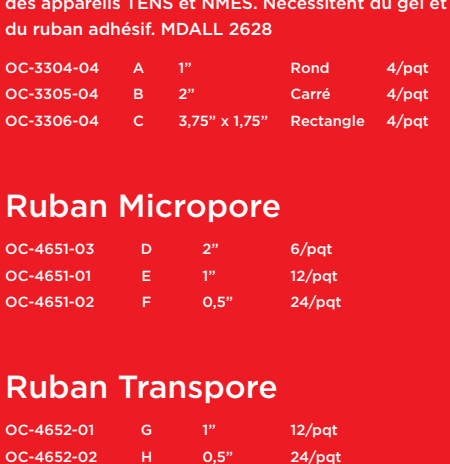 des appareils TENS et NMES. Nécessitent du gel et
du ruban adhésif. MDALL 2628
OC-3304-04 A 1” Rond 4/pqt
OC-3305-04 B 2” Carré 4/pqt
OC-3306-04 C 3,75” x 1,75” Rectangle 4/pqt
Ruban Micropore
OC-4651-03 D 2” 6/pqt
OC-4651-01 E 1” 12/pqt
OC-4651-02 F 0,5” 24/pqt
Ruban Transpore
OC-4652-01 G 1” 12/pqt
OC-4652-02 H 0,5” 24/pqt